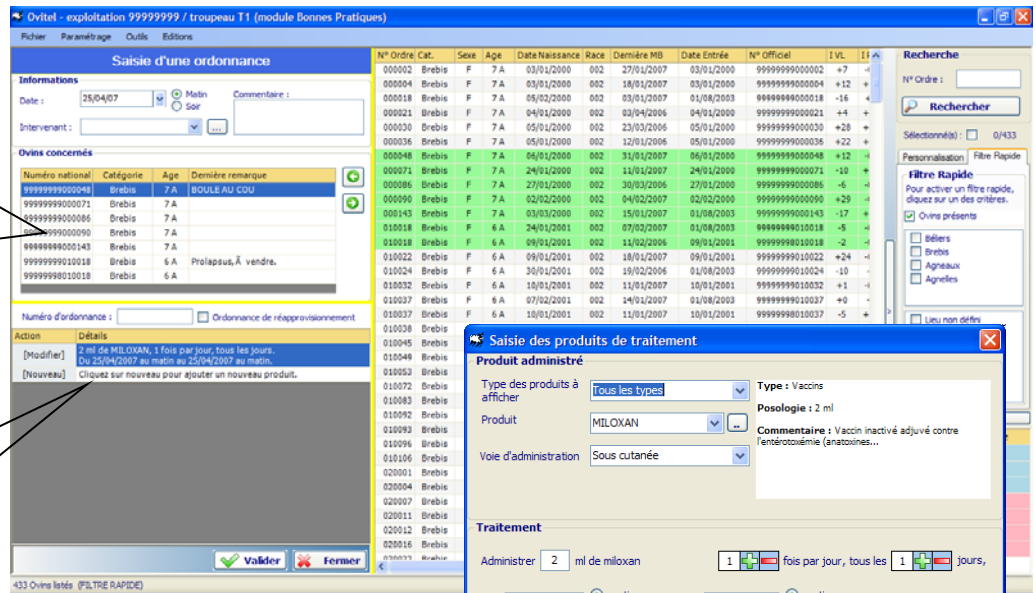 Ovitel - exploitation 99999999 / troupeau T1 (module Bonnes Pratiques)
Fichier Paramétrage Outils Editions
Saisie d'une ordonnance
Informations
Date : 25/04/07 Matin Soir Commentaire :
Intervenant : ...
Ovins concernés
Numéro national Catégorie Age Dernière remarque
99999999000048 Brebis 7 A BOULE AU COU
99999999000071 Brebis 7 A
99999999000086 Brebis 7 A
99999999000090 Brebis 7 A
99999999000143 Brebis 7 A
99999999010018 Brebis 6 A Prolapsus,Ã vendre.
99999998010018 Brebis 6 A
Numéro d'ordonnance : Ordonnance de réapprovisionnement
Action Détails
[Modifier] 2 ml de MILOXAN, 1 fois par jour, tous les jours.
Du 25/04/2007 au matin au 25/04/2007 au matin.
[Nouveau] Cliquez sur nouveau pour ajouter un nouveau produit.
Valider Fermer
433 Ovins listés (FILTRE RAPIDE)
N° Ordre Cat. Sexe Age Date Naissance Race Dernière MB Date Entrée N° Officiel I VL
000002 Brebis F 7 A 03/01/2000 002 27/01/2007 03/01/2000 99999999000002 +7
000004 Brebis F 7 A 03/01/2000 002 18/01/2007 03/01/2000 99999999000004 +12 +
000018 Brebis F 7 A 05/02/2000 002 03/01/2007 01/08/2003 99999999000018 -16
000021 Brebis F 7 A 04/01/2000 002 03/04/2006 04/01/2000 99999999000021 +4 +
000030 Brebis F 7 A 05/01/2000 002 23/03/2006 05/01/2000 99999999000030 +28 +
000036 Brebis F 7 A 05/01/2000 002 12/01/2006 05/01/2000 99999999000036 +22 +
000048 Brebis F 7 A 06/01/2000 002 31/01/2007 06/01/2000 99999999000048 +12
000071 Brebis F 7 A 24/01/2000 002 11/01/2007 24/01/2000 99999999000071 -10 +
000086 Brebis F 7 A 27/01/2000 002 30/03/2006 27/01/2000 99999999000086 -6
000090 Brebis F 7 A 02/02/2000 002 04/02/2007 02/02/2000 99999999000090 +29
000143 Brebis F 7 A 03/03/2000 002 15/01/2007 01/08/2003 99999999000143 -17 +
010018 Brebis F 6 A 24/01/2001 002 07/02/2007 01/08/2003 99999999010018 -5
010018 Brebis F 6 A 09/01/2001 002 11/02/2006 09/01/2001 99999998010018 -2
010022 Brebis F 6 A 09/01/2001 002 18/01/2007 09/01/2001 99999999010022 +24
010024 Brebis F 6 A 30/01/2001 002 19/02/2006 01/08/2003 99999999010024 -10
010032 Brebis F 6 A 10/01/2001 002 11/01/2007 10/01/2001 99999999010032 +1
010037 Brebis F 6 A 07/02/2001 002 14/01/2007 01/08/2003 99999999010037 +0
010037 Brebis F 6 A 10/01/2001 002 11/01/2007 10/01/2001 99999998010037 -5 +
010038 Brebis
010045 Brebis
010049 Brebis
010053 Brebis
010072 Brebis
010083 Brebis
010092 Brebis
010093 Brebis
010096 Brebis
010106 Brebis
020001 Brebis
020004 Brebis
020007 Brebis
020011 Brebis
020012 Brebis
020016 Brebis
Recherche
N° Ordre :
Rechercher
Sélectionné(s) : 0/433
Personnalisation Filtre Rapide
Filtre Rapide
Pour activer un filtre rapide,
cliquez sur un des critères.
Ovins présents
Béliers
Brebis
Agneaux
Agnelles
Lieu non défini
Saisie des produits de traitement
Produit administré
Type des produits à
afficher Tous les types
Produit MILOXAN ..
Voie d'administration Sous cutanée
Type : Vaccins
Posologie : 2 ml
Commentaire : Vaccin inactivé adjuvé contre
l'entérotoxémie (anatoxines...
Traitement
Administrer 2 ml de miloxan 1 fois par jour, tous les 1 jours,